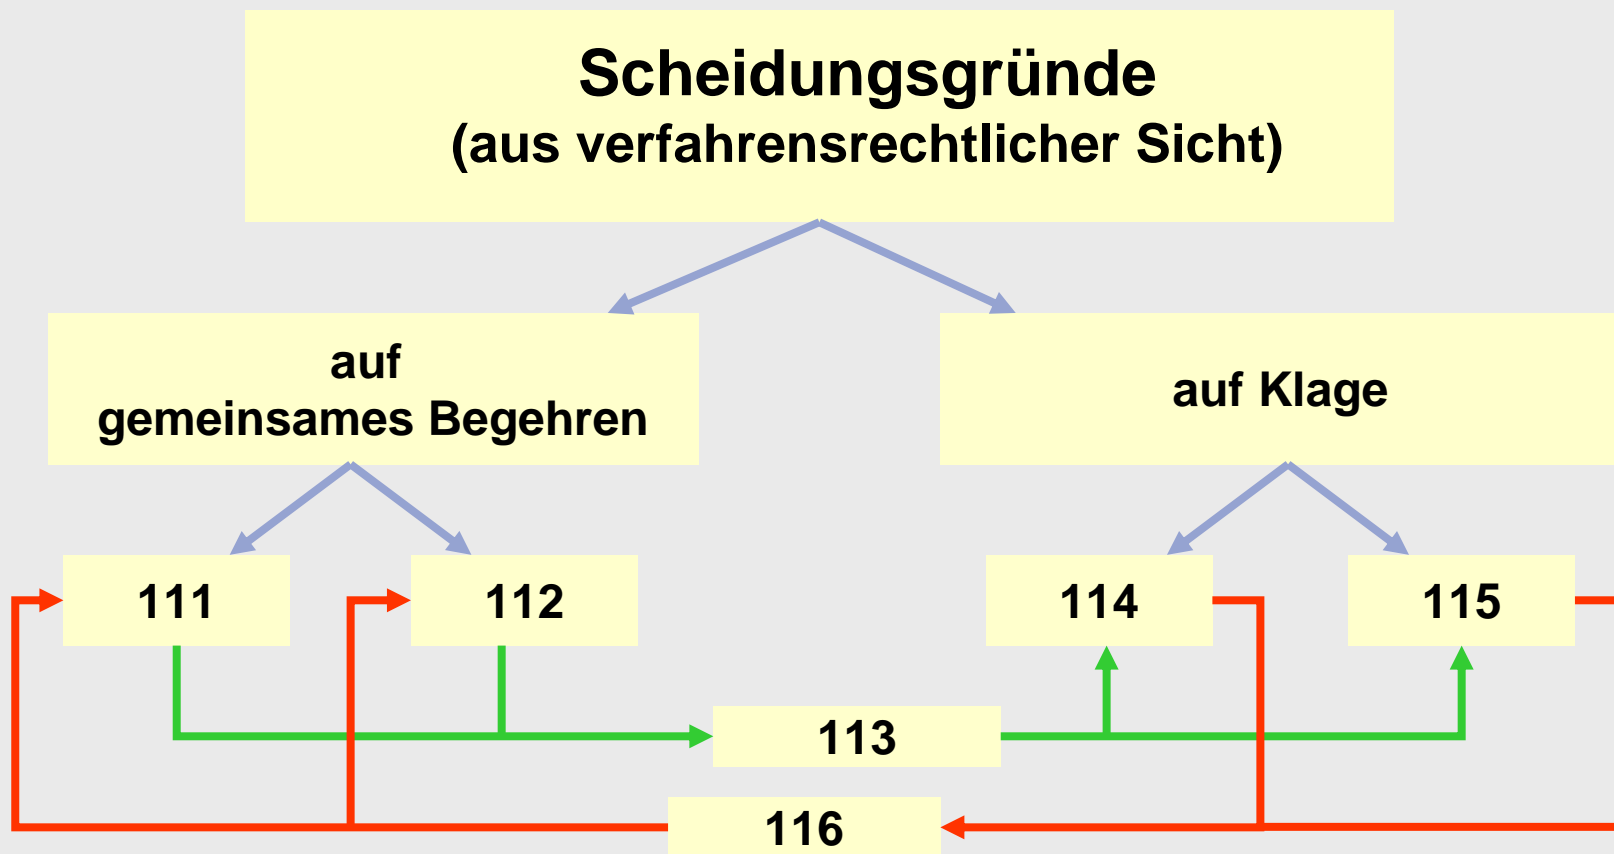 Scheidungsgründe
(aus verfahrensrechtlicher Sicht)
auf
gemeinsames Begehren
auf Klage
111
112
114
115
113
116